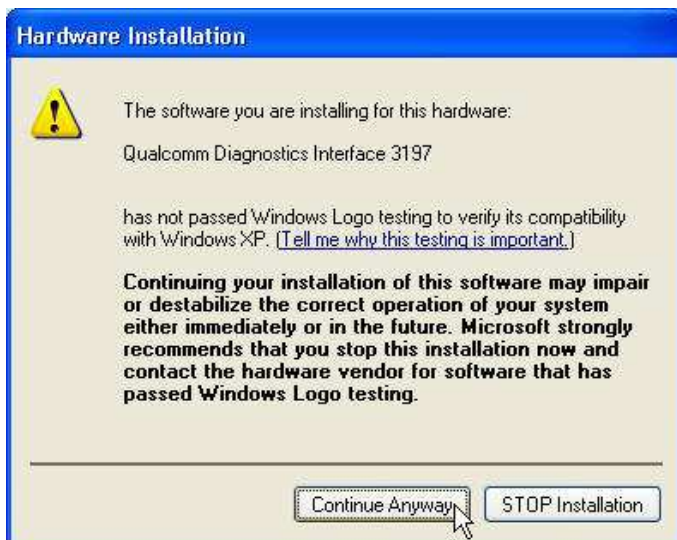 Hardware Installation
The software you are installing for this hardware:
Qualcomm Diagnostics Interface 3197
has not passed Windows Logo testing to verify its compatibility
with Windows XP. (Tell me why this testing is important.)
Continuing your installation of this software may impair
or destabilize the correct operation of your system
either immediately or in the future. Microsoft strongly
recommends that you stop this installation now and
contact the hardware vendor for software that has
passed Windows Logo testing.
Continue Anyway
STOP Installation